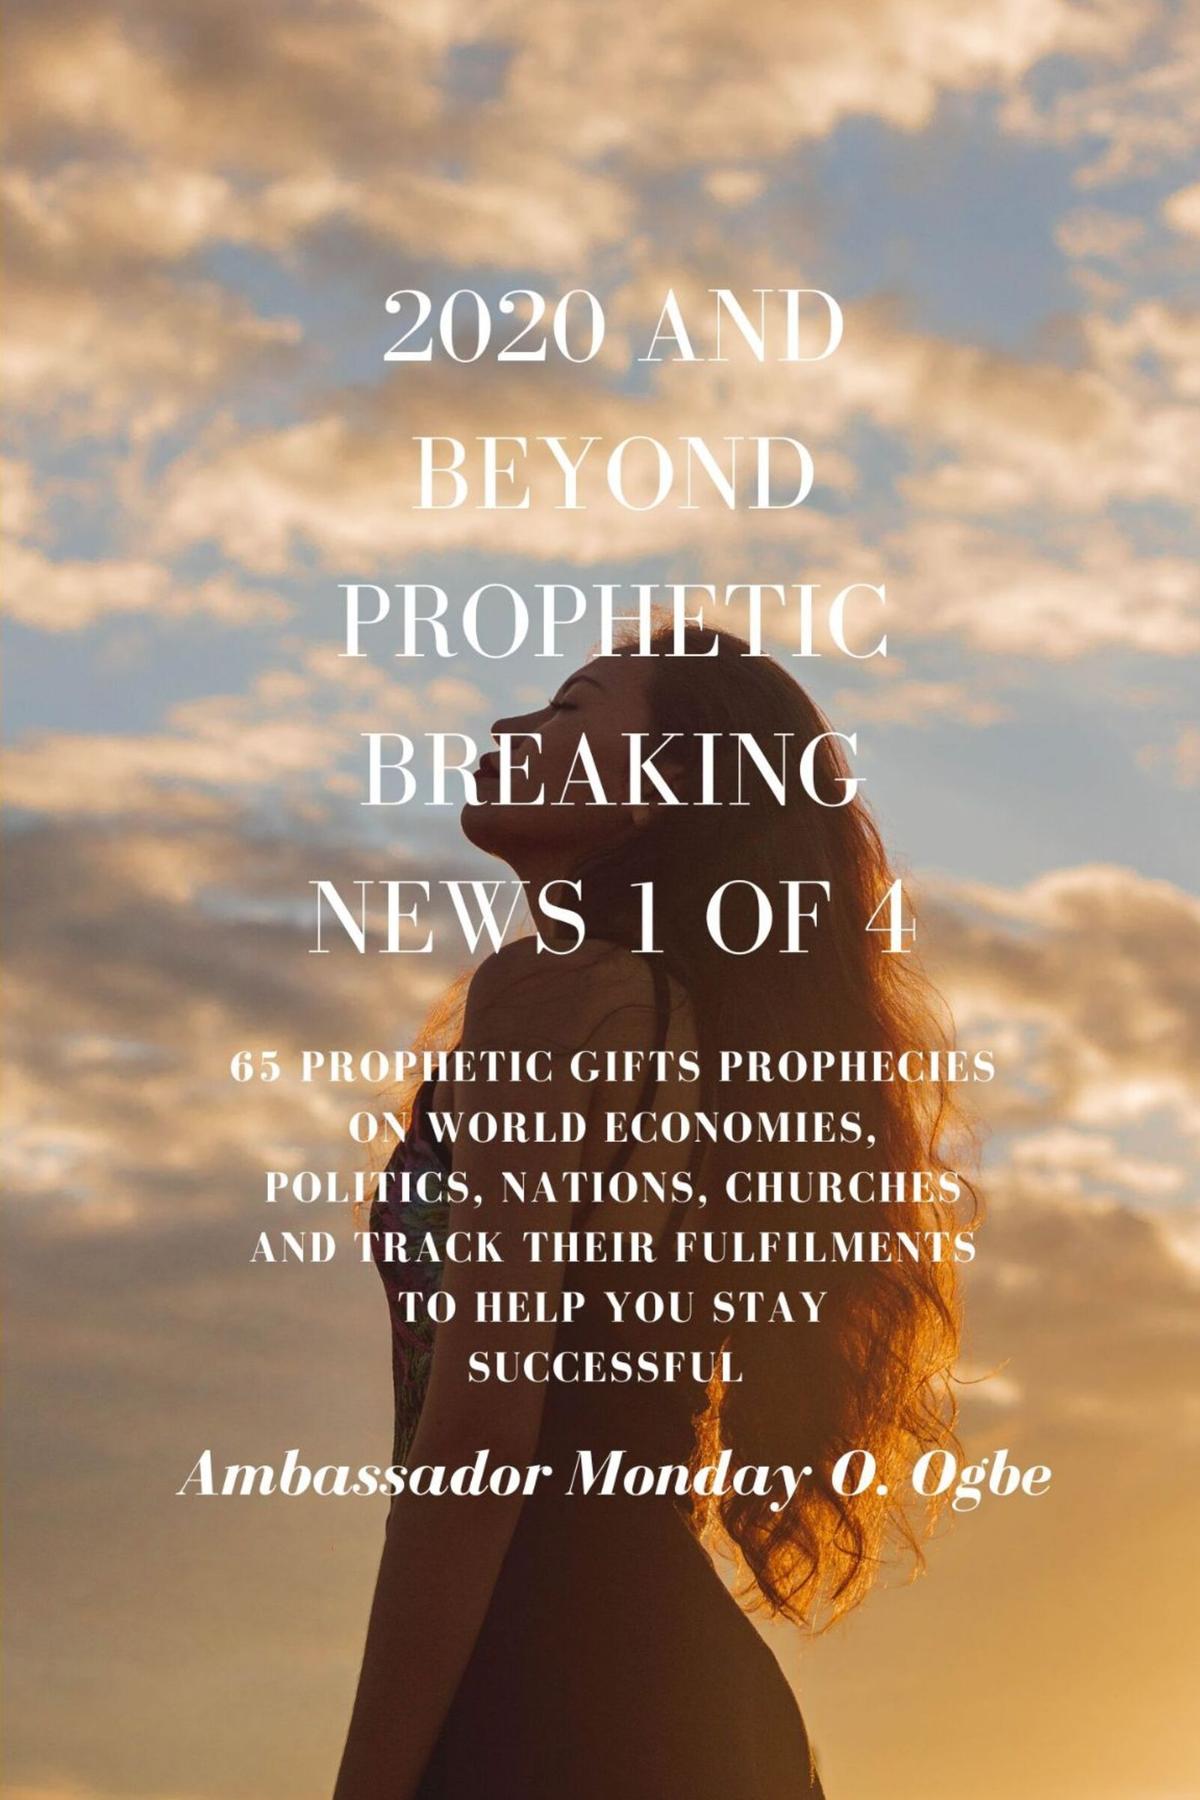 2020 AND
BEYOND
PROPHETIC
BREAKING
NEWS 1 OF 4
65 PROPHETIC GIFTS PROPHECIES
ON WORLD ECONOMIES,
POLITICS, NATIONS, CHURCHES
AND TRACK THEIR FULFILMENTS
TO HELP YOU STAY
SUCCESSFUL
Ambassador Monday O. Ogbe